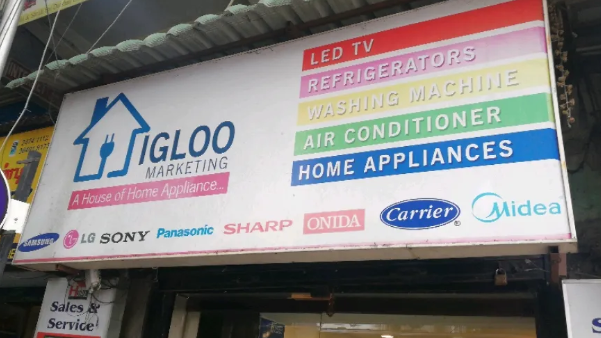 IGLOO
MARKETING
A House of Home Appliance...
LED TV
REFRIGERATORS
WASHING MACHINE
AIR CONDITIONER
HOME APPLIANCES
SAMSUNG LG SONY Panasonic SHARP ONIDA Carrier Midea
Sales &
Service